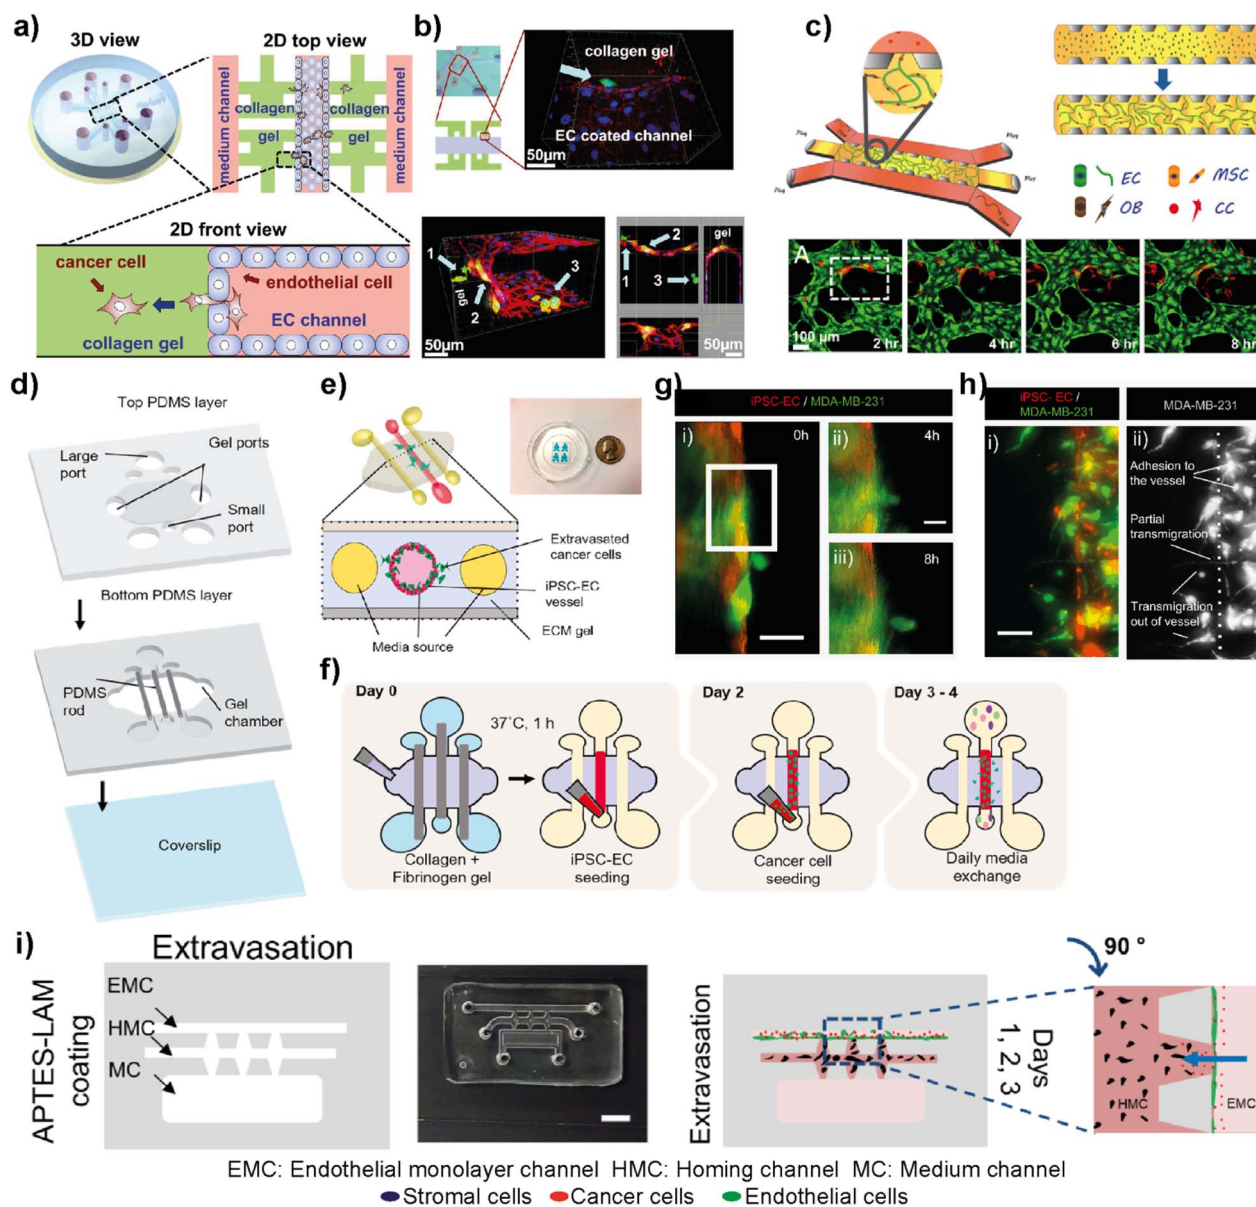 a)
3D view
2D top view
medium channel
collagen
gel
collagen
gel
medium channel
2D front view
cancer cell
endothelial cell
EC channel
collagen gel
b)
collagen gel
EC coated channel
50µm
1
2
3
gel
50µm
2
1
3
gel
50µm
c)
Plug
Plug
Plug
Plug
EC
MSC
OB
CC
A
100 µm
2 hr
4 hr
6 hr
8 hr
d)
Top PDMS layer
Large port
Gel ports
Small port
Bottom PDMS layer
PDMS rod
Gel chamber
Coverslip
e)
Extravasated cancer cells
iPSC-EC vessel
ECM gel
Media source
f)
Day 0
37°C, 1 h
Collagen + Fibrinogen gel
iPSC-EC seeding
Day 2
Cancer cell seeding
Day 3 - 4
Daily media exchange
g)
iPSC-EC / MDA-MB-231
i)
0h
ii)
4h
iii)
8h
h)
iPSC- EC / MDA-MB-231
i)
MDA-MB-231
ii)
Adhesion to the vessel
Partial transmigration
Transmigration out of vessel
i)
Extravasation
APTES-LAM coating
EMC
HMC
MC
Extravasation
Days 1, 2, 3
90 °
HMC
EMC
EMC: Endothelial monolayer channel HMC: Homing channel MC: Medium channel
Stromal cells Cancer cells Endothelial cells